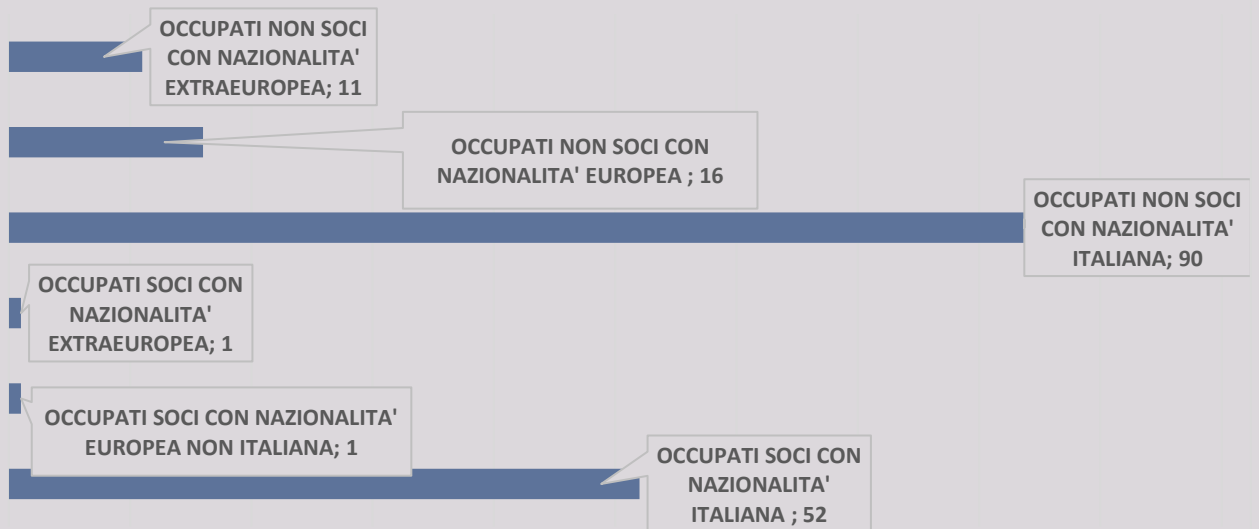 OCCUPATI NON SOCI
CON NAZIONALITA'
EXTRAEUROPEA; 11
OCCUPATI NON SOCI CON
NAZIONALITA' EUROPEA ; 16
OCCUPATI NON SOCI
CON NAZIONALITA'
ITALIANA; 90
OCCUPATI SOCI CON
NAZIONALITA'
EXTRAEUROPEA; 1
OCCUPATI SOCI CON NAZIONALITA'
EUROPEA NON ITALIANA; 1
OCCUPATI SOCI CON
NAZIONALITA'
ITALIANA ; 52